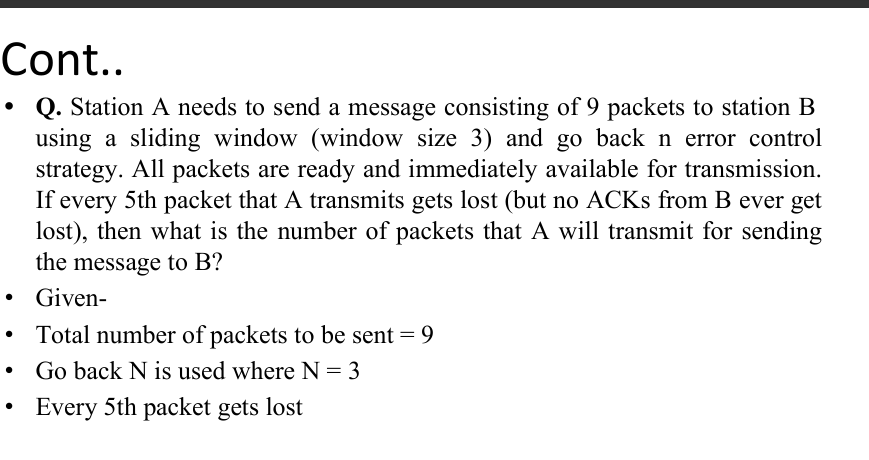 Cont..
• Q. Station A needs to send a message consisting of 9 packets to station B
using a sliding window (window size 3) and go back n error control
strategy. All packets are ready and immediately available for transmission.
If every 5th packet that A transmits gets lost (but no ACKs from B ever get
lost), then what is the number of packets that A will transmit for sending
the message to B?
• Given-
• Total number of packets to be sent = 9
• Go back N is used where N = 3
• Every 5th packet gets lost